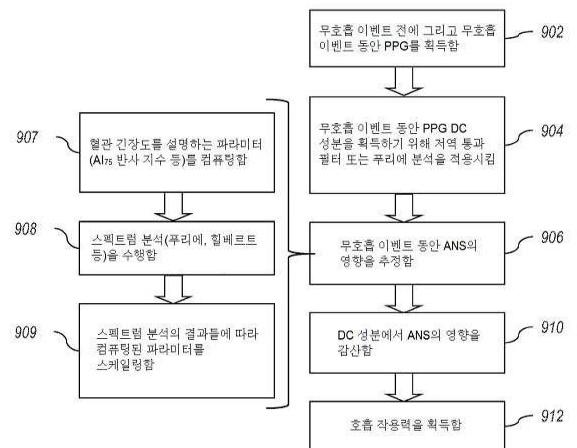 무호흡 이벤트 전에 그리고 무호흡
이벤트 동안 PPG를 획득함
902
무호흡 이벤트 동안 PPG DC
성분을 획득하기 위해 저역 통과
필터 또는 푸리에 분석을 적용시킴
904
무호흡 이벤트 동안 ANS의
영향을 추정함
906
907
혈관 긴장도를 설명하는 파라미터
(AI75 반사 지수 등)를 컴퓨팅함
908
스펙트럼 분석(푸리에, 힐베르트
등)을 수행함
909
스펙트럼 분석의 결과들에 따라
컴퓨팅된 파라미터를
스케일링함
DC 성분에서 ANS의 영향을
감산함
910
호흡 작용력을 획득함
912